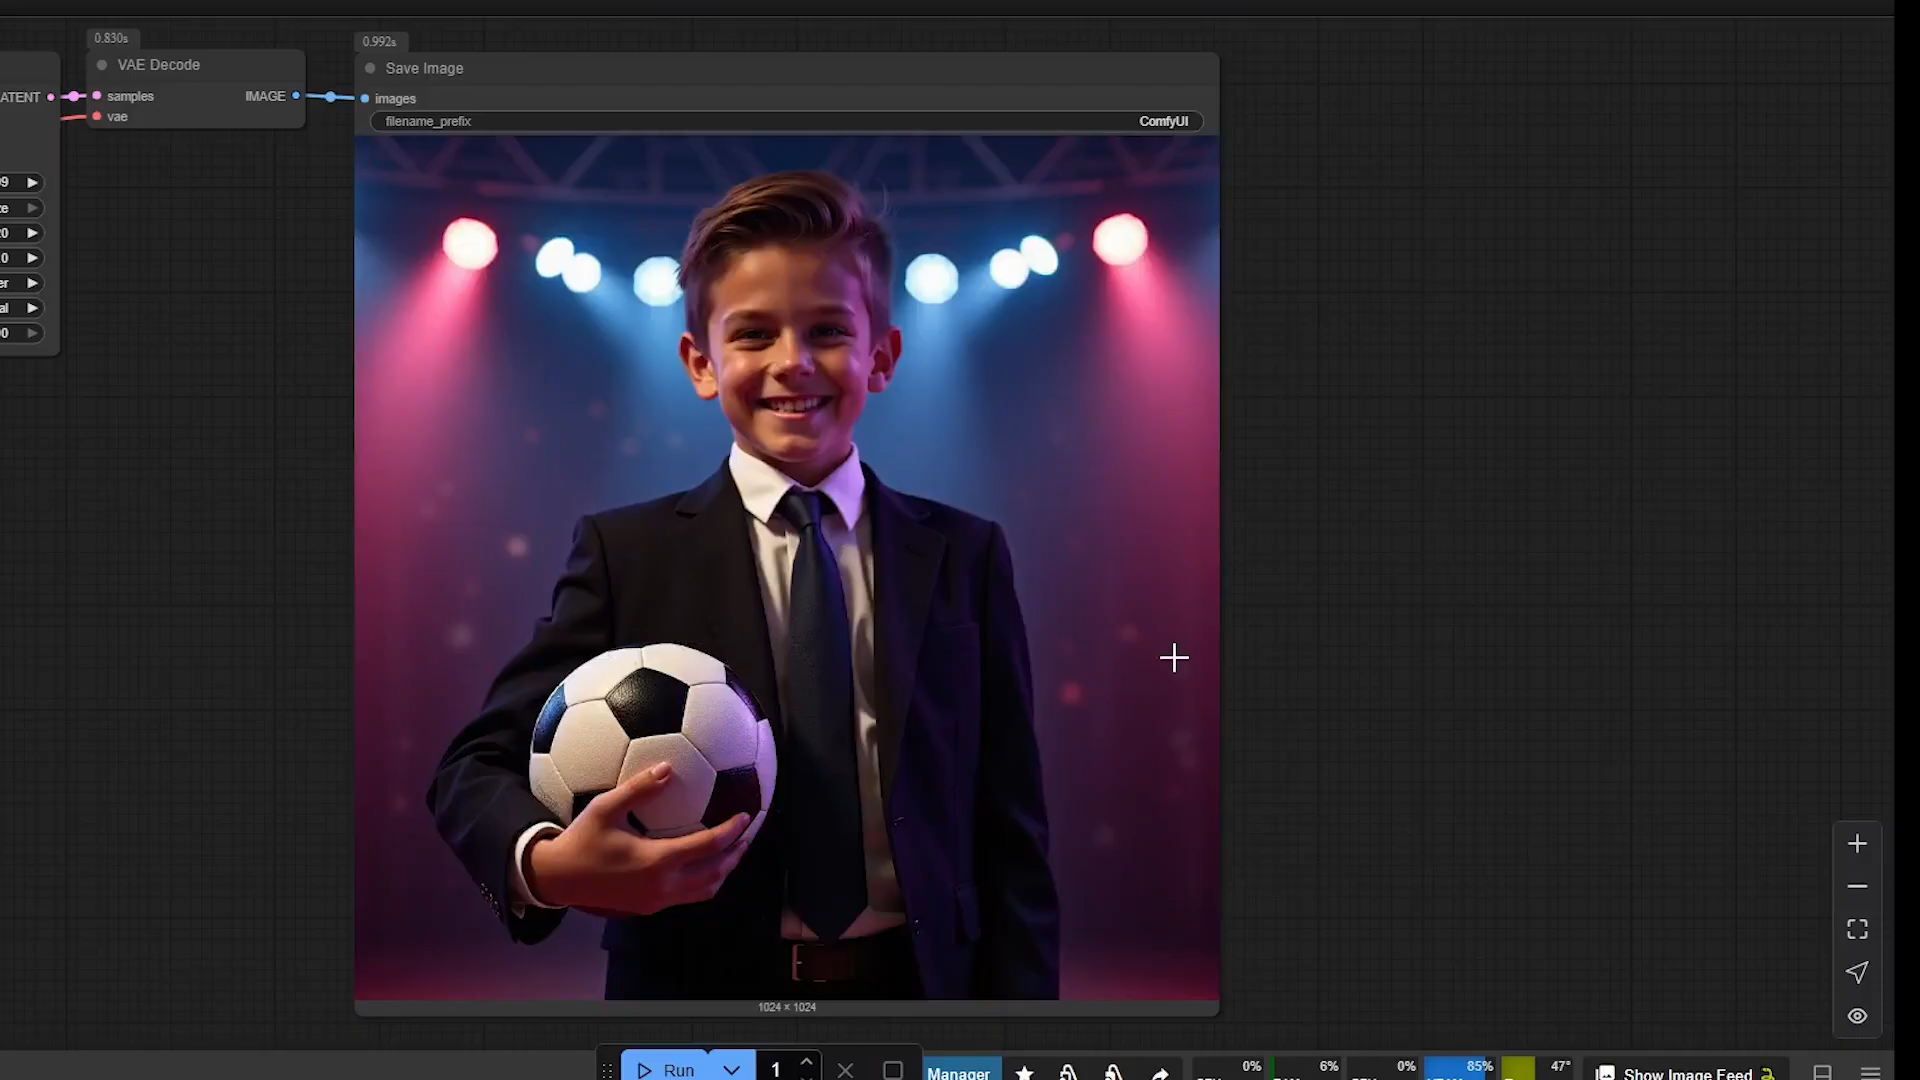 0.830s
VAE Decode
samples
IMAGE
vae
0.992s
Save Image
images
filename_prefix
ComfyUI
ATENT
1024 × 1024
Run
1
Manager
0%
6%
0%
85%
47°
Show Image Feed